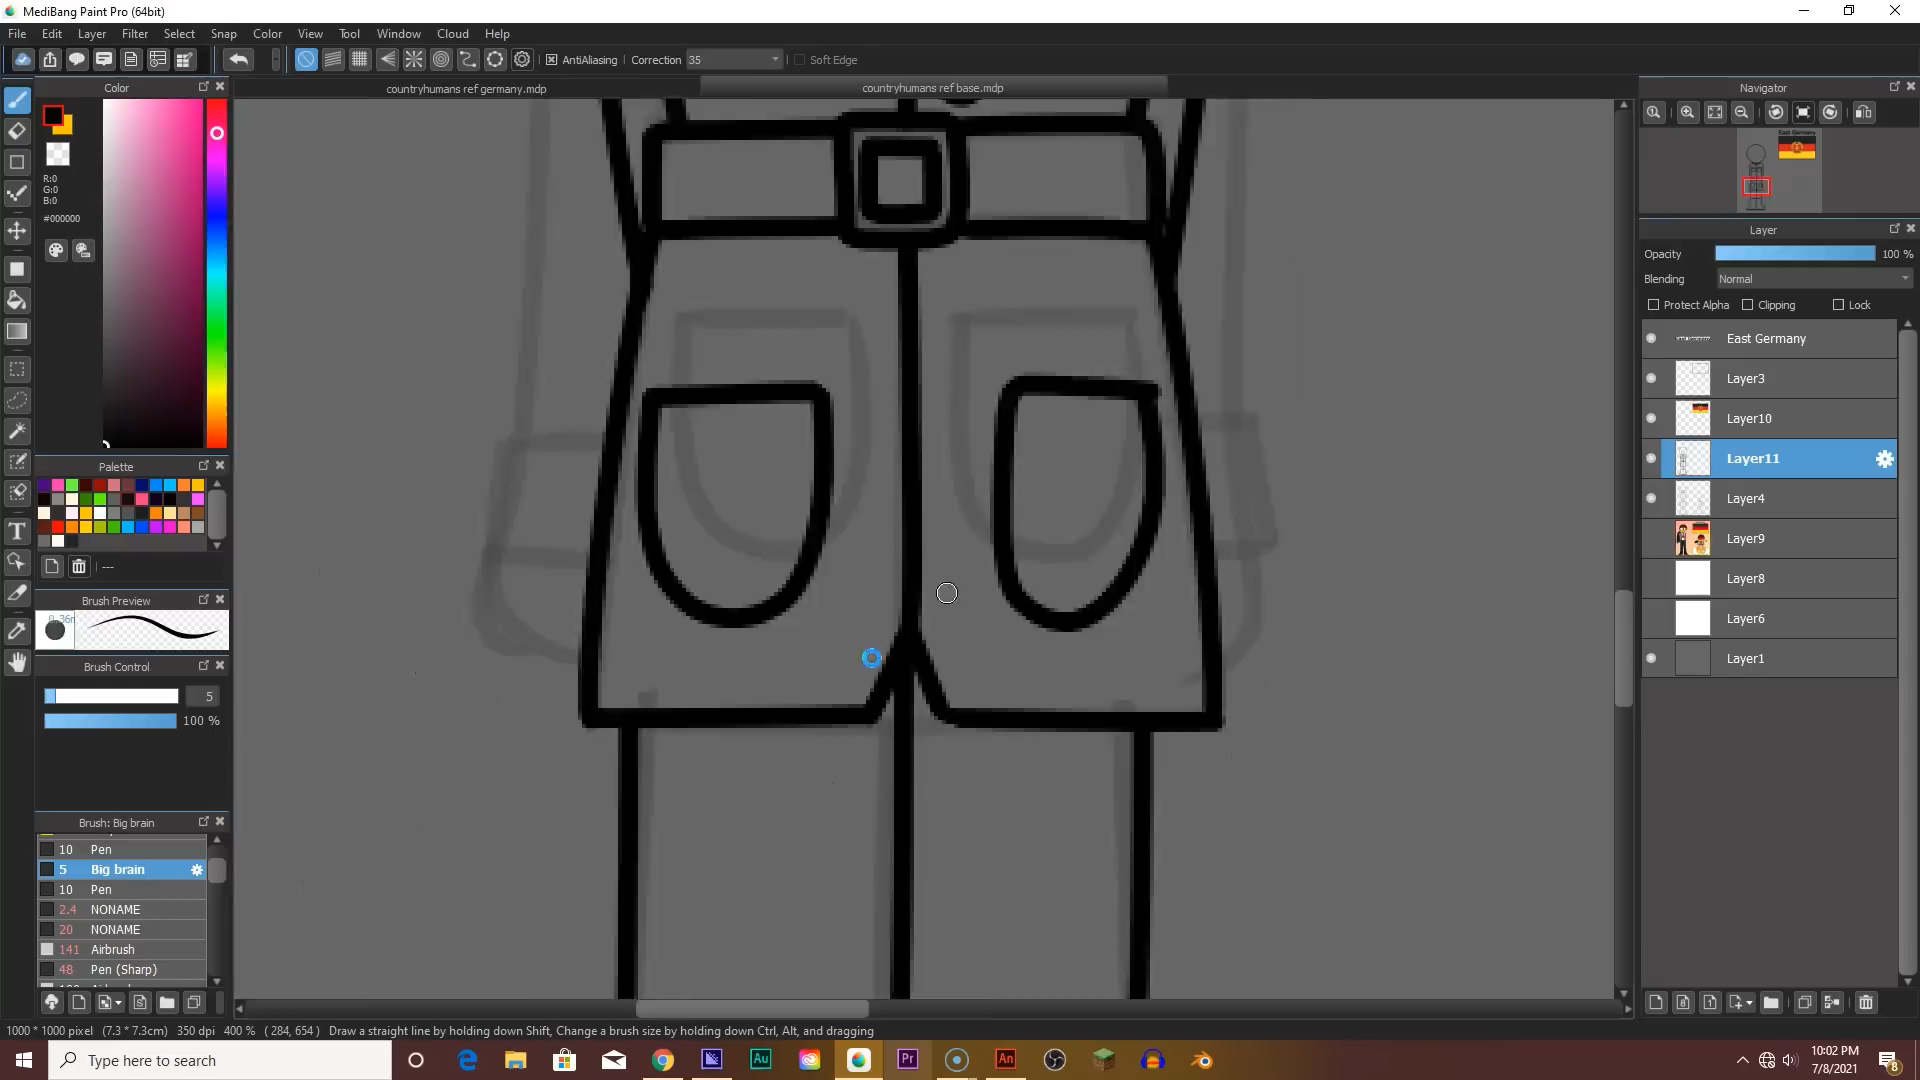 MediBang Paint Pro (64bit)
File Edit Layer Filter Select Snap Color View Tool Window Cloud Help
AntiAliasing Correction 35 Soft Edge
Color
countryhumans ref germany.mdp
countryhumans ref base.mdp
Navigator
R:0
G:0
B:0
#000000
Layer
Opacity 100 %
Blending Normal
Protect Alpha Clipping Lock
East Germany
Layer3
Layer10
Layer11
Layer4
Layer9
Layer8
Layer6
Layer1
Palette
---
Brush Preview
Brush Control
5
100 %
Brush: Big brain
10 Pen
5 Big brain
10 Pen
2.4 NONAME
20 NONAME
141 Airbrush
48 Pen (Sharp)
1000 * 1000 pixel (7.3 * 7.3cm) 350 dpi 400 % ( 284, 654 ) Draw a straight line by holding down Shift, Change a brush size by holding down Ctrl, Alt, and dragging
Type here to search
10:02 PM
7/8/2021
8